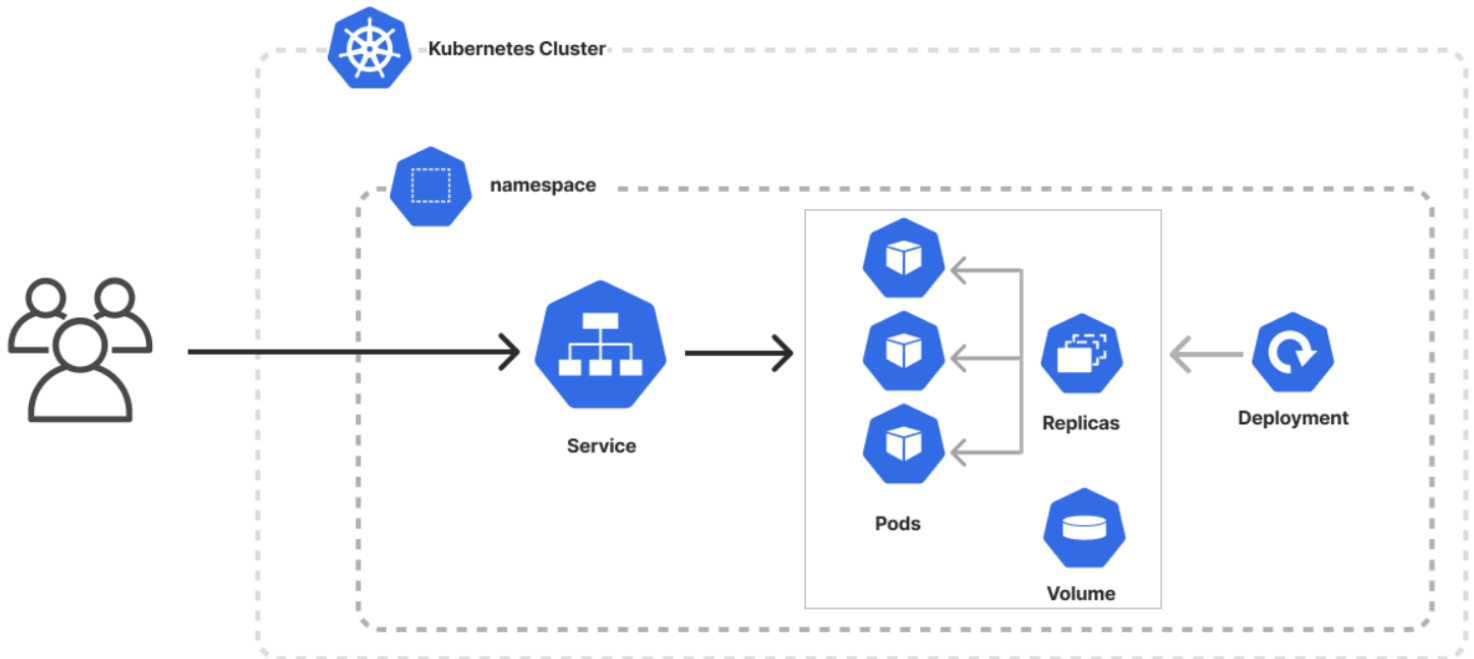 Kubernetes Cluster
namespace
Service
Pods
Replicas
Volume
Deployment